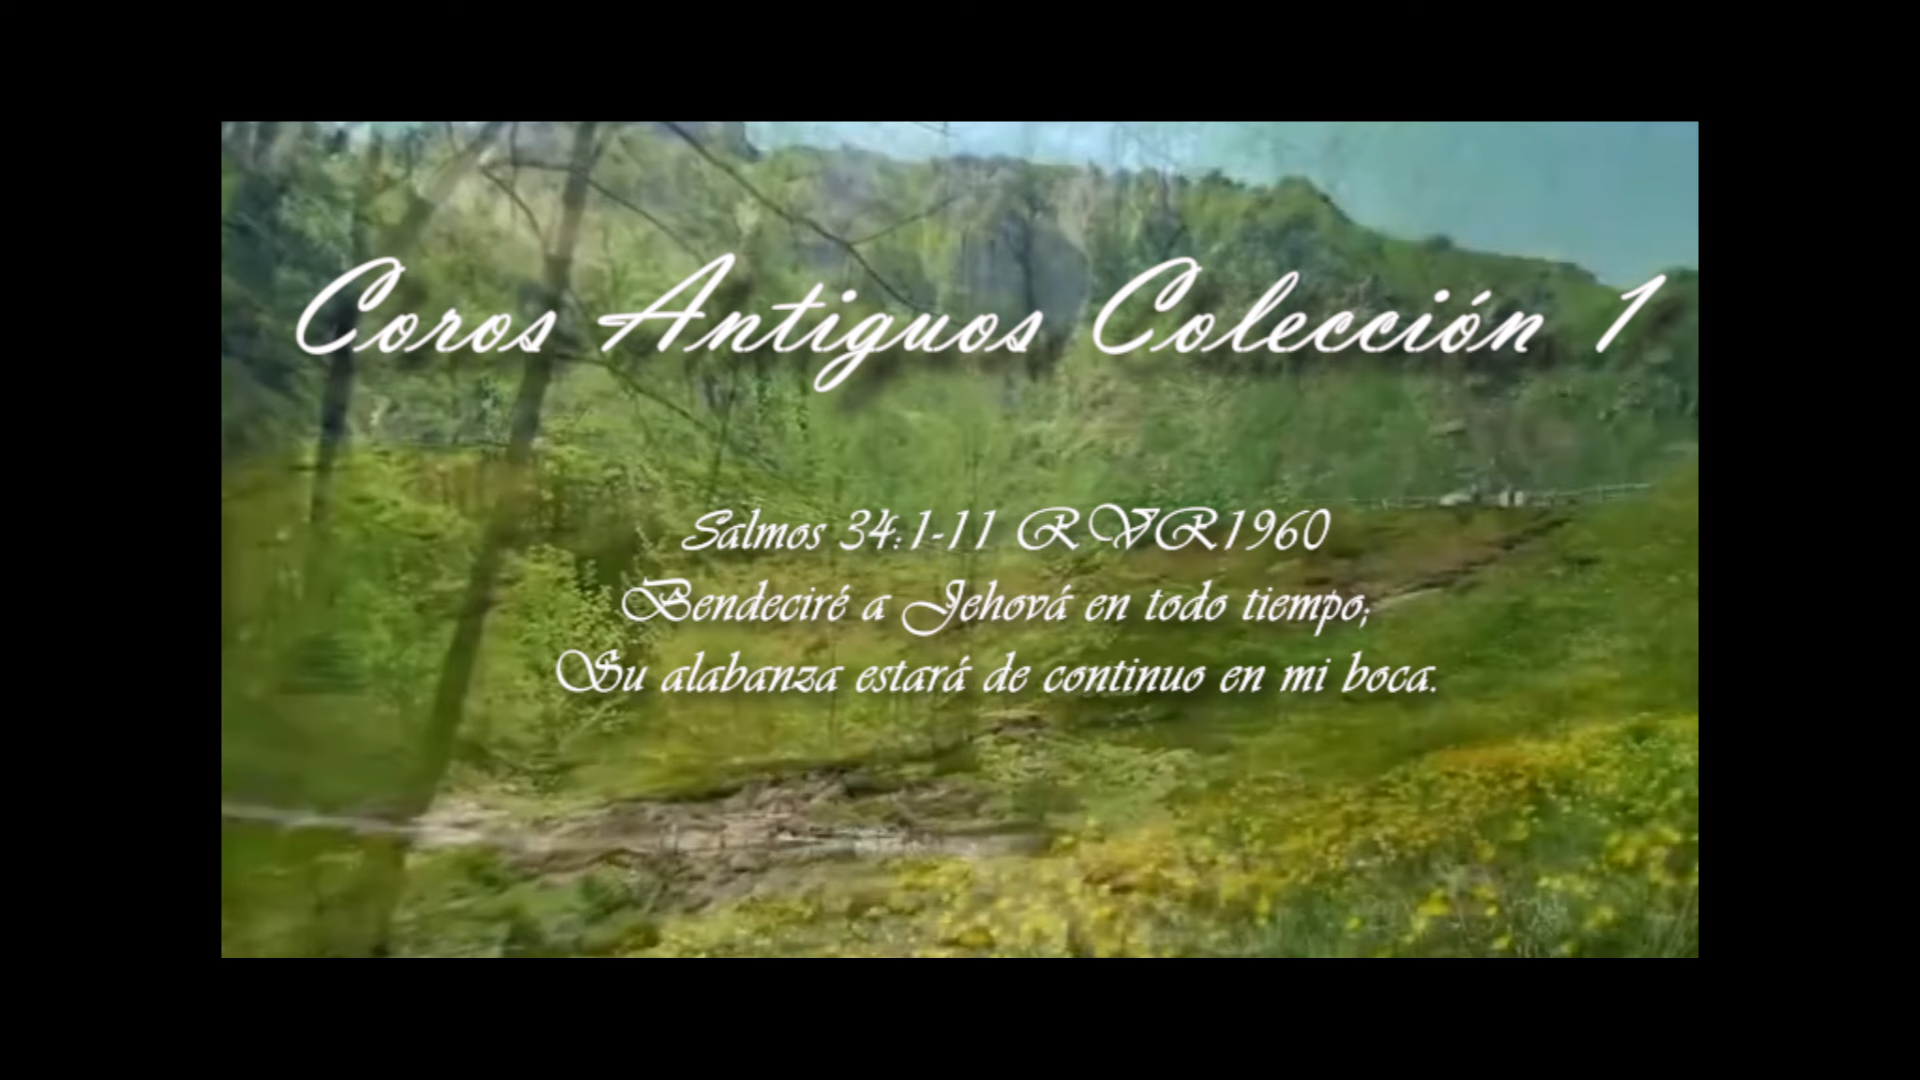 Coros Antiguos Colección 1
Salmos 34:1-11 RVR1960
Bendeciré a Jehová en todo tiempo;
Su alabanza estará de continuo en mi boca.